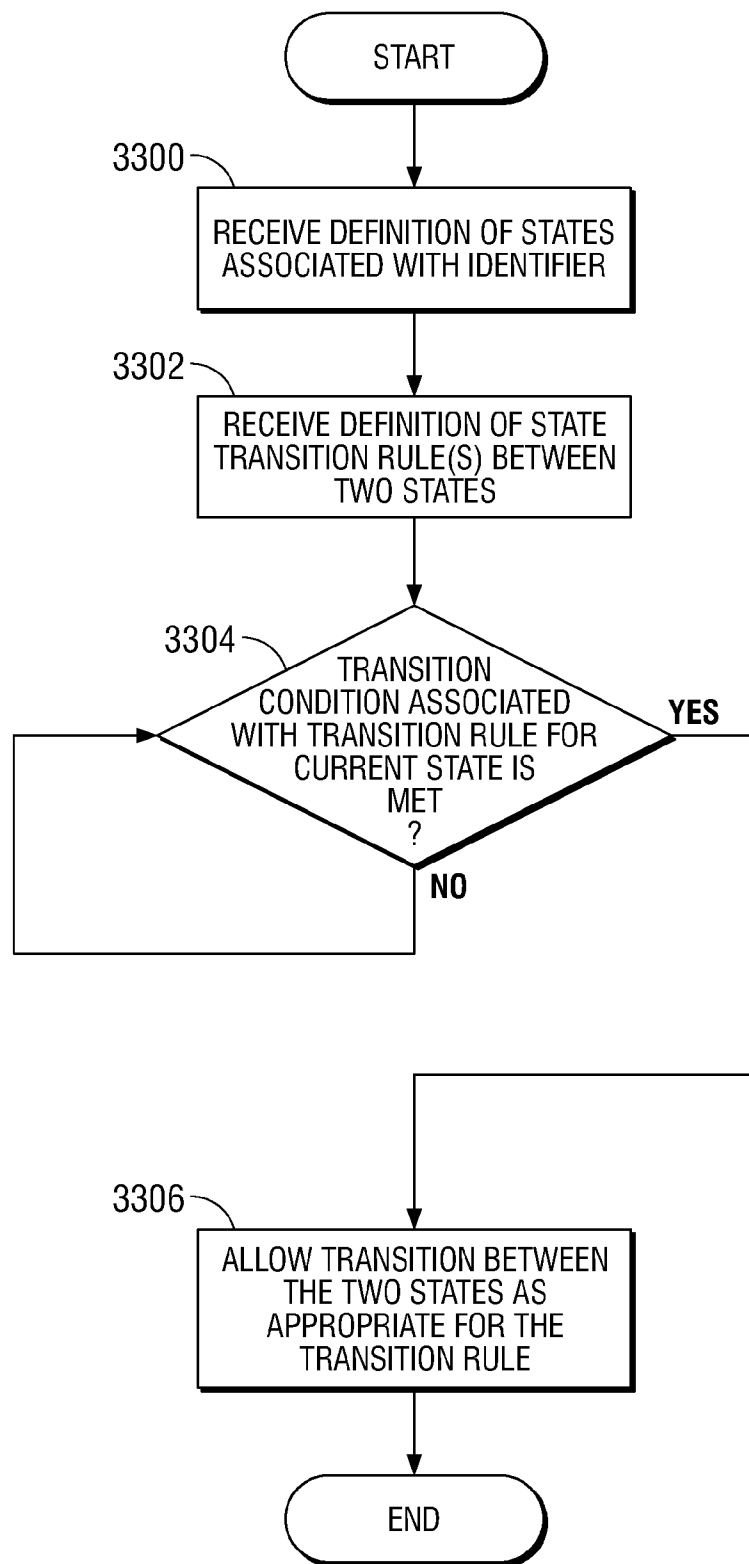 START
3300
RECEIVE DEFINITION OF STATES
ASSOCIATED WITH IDENTIFIER
3302
RECEIVE DEFINITION OF STATE
TRANSITION RULE(S) BETWEEN
TWO STATES
3304
TRANSITION
CONDITION ASSOCIATED
WITH TRANSITION RULE FOR
CURRENT STATE IS
MET
?
YES
NO
3306
ALLOW TRANSITION BETWEEN
THE TWO STATES AS
APPROPRIATE FOR THE
TRANSITION RULE
END